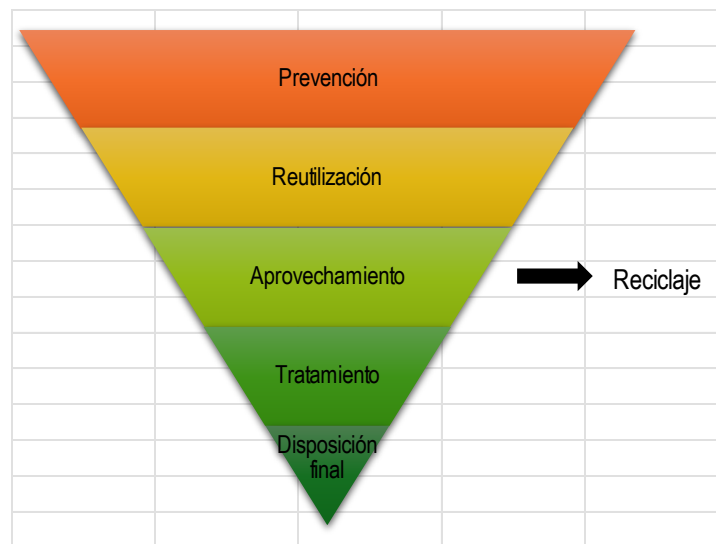 Prevención
Reutilización
Aprovechamiento
Reciclaje
Tratamiento
Disposición
final